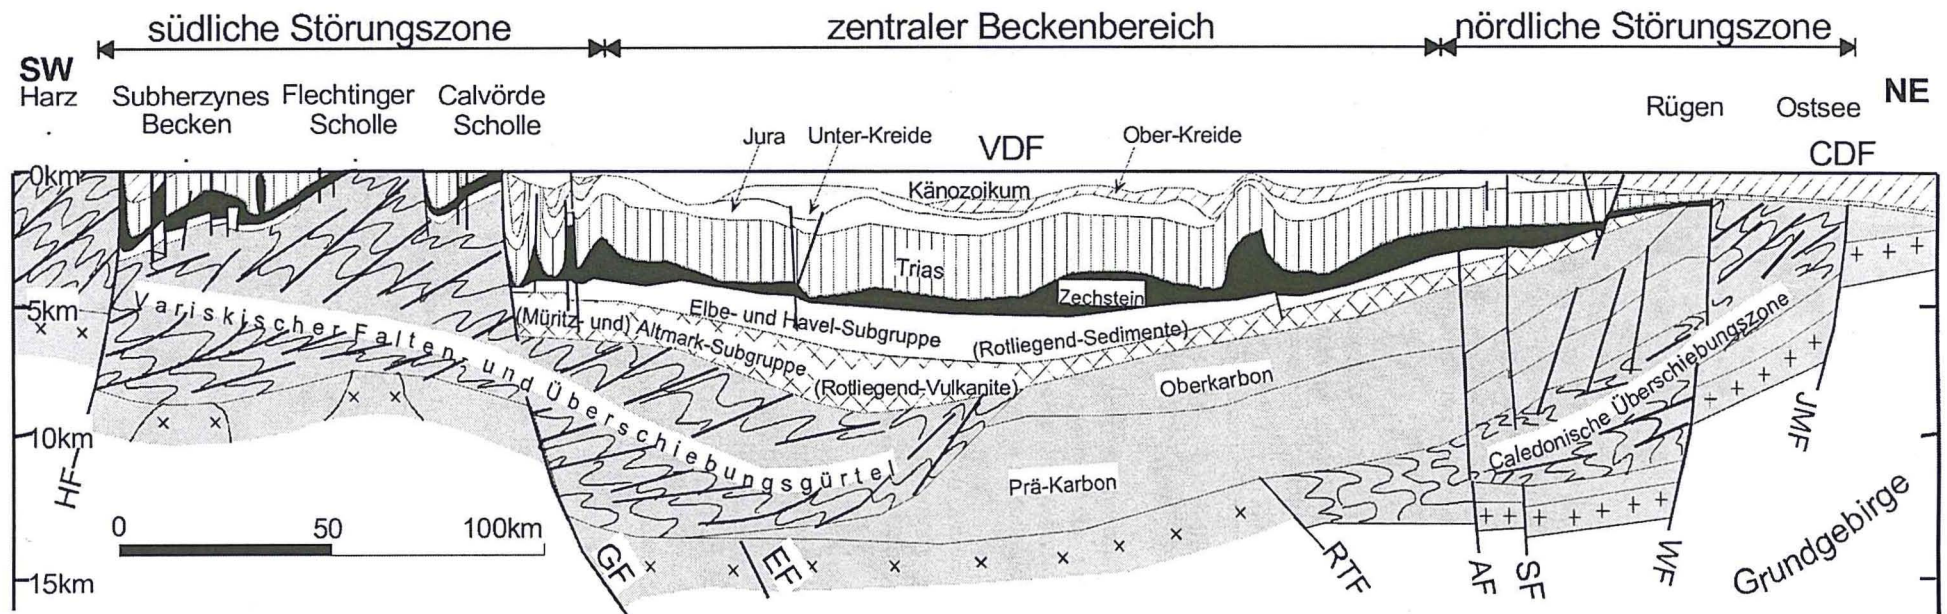 südliche Störungszone
zentraler Beckenbereich
nördliche Störungszone
SW
Harz
Subherzynes
Becken
Flechtinger
Scholle
Calvörde
Scholle
Rügen
Ostsee
NE
Jura
Unter-Kreide
VDF
Ober-Kreide
CDF
0km
Känozoikum
Trias
Zechstein
5km
Elbe- und Havel-Subgruppe
(Rotliegend-Sedimente)
(Müritz- und) Altmark-Subgruppe
(Rotliegend-Vulkanite)
Variskischer Falten- und Überschiebungsgürtel
Oberkarbon
Caledonische Überschiebungszone
10km
Prä-Karbon
HF
0
50
100km
15km
GF
EF
RTF
AF
SF
WF
JMF
Grundgebirge